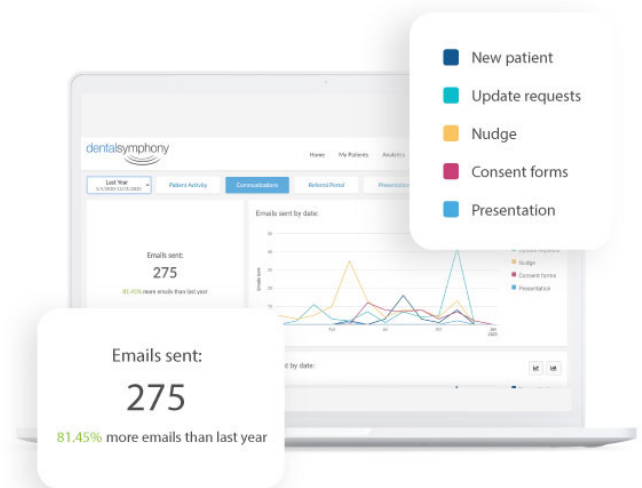 New patient
Update requests
Nudge
Consent forms
Presentation
dentalsymphony
Home My Patients Analytics
Last Year
Patient Activity
Communications
Referral Portal
Presentation
Emails sent by date:
Emails sent:
275
81.45% more emails than last year
Nudge
Consent forms
Presentation
by date:
Emails sent:
275
81.45% more emails than last year